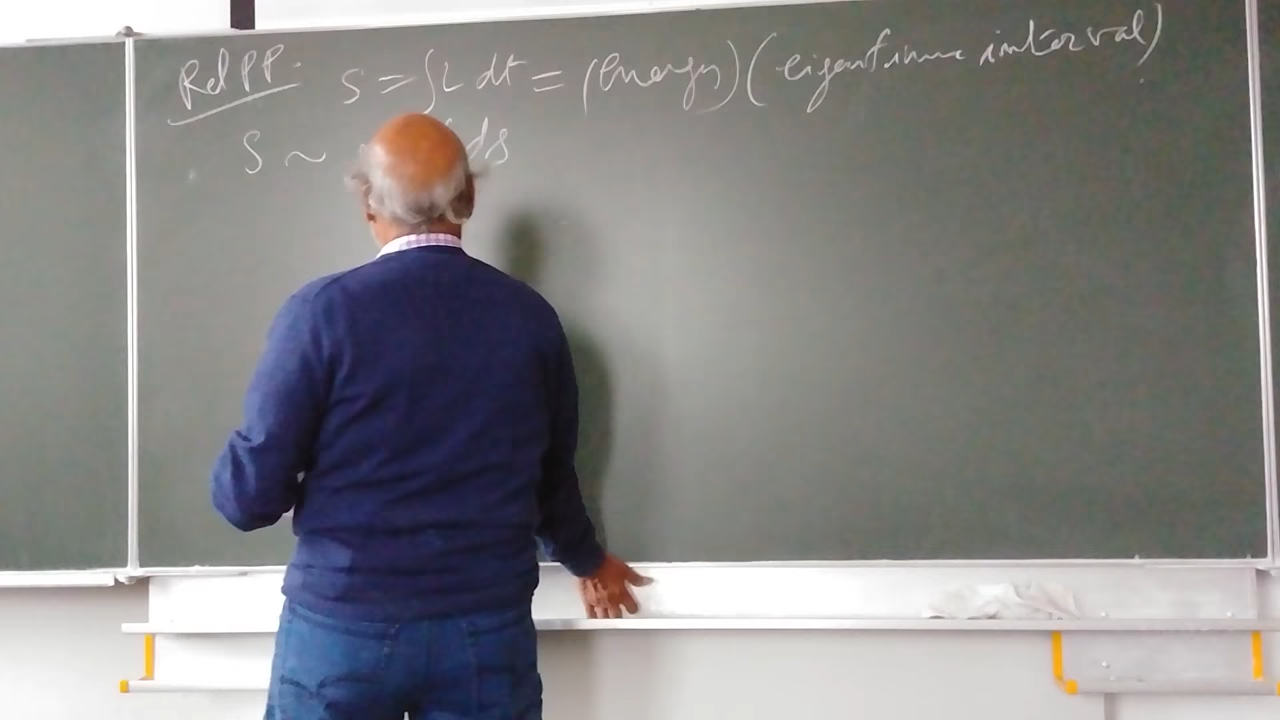 Rel PP. S = ∫ L dt = (energy) (eigentime interval)
S ~ ds